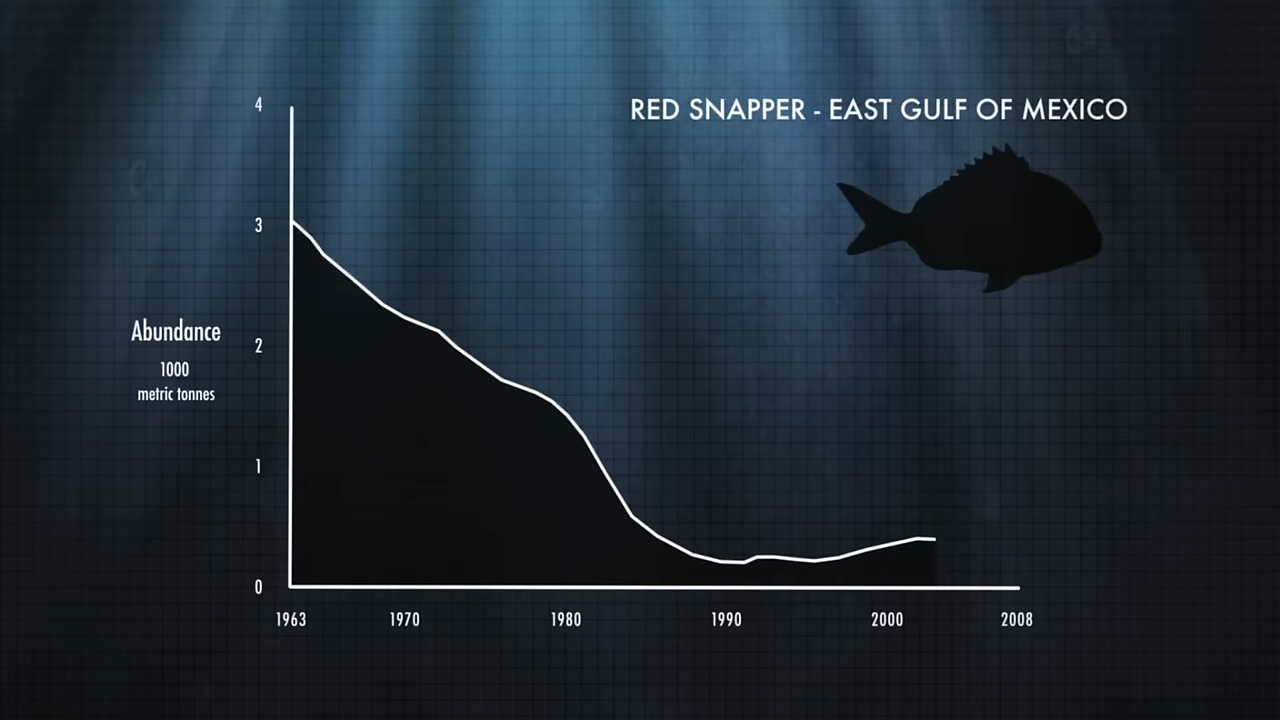 4
RED SNAPPER - EAST GULF OF MEXICO
3
Abundance
1000
metric tonnes
2
1
0
1963 1970 1980 1990 2000 2008